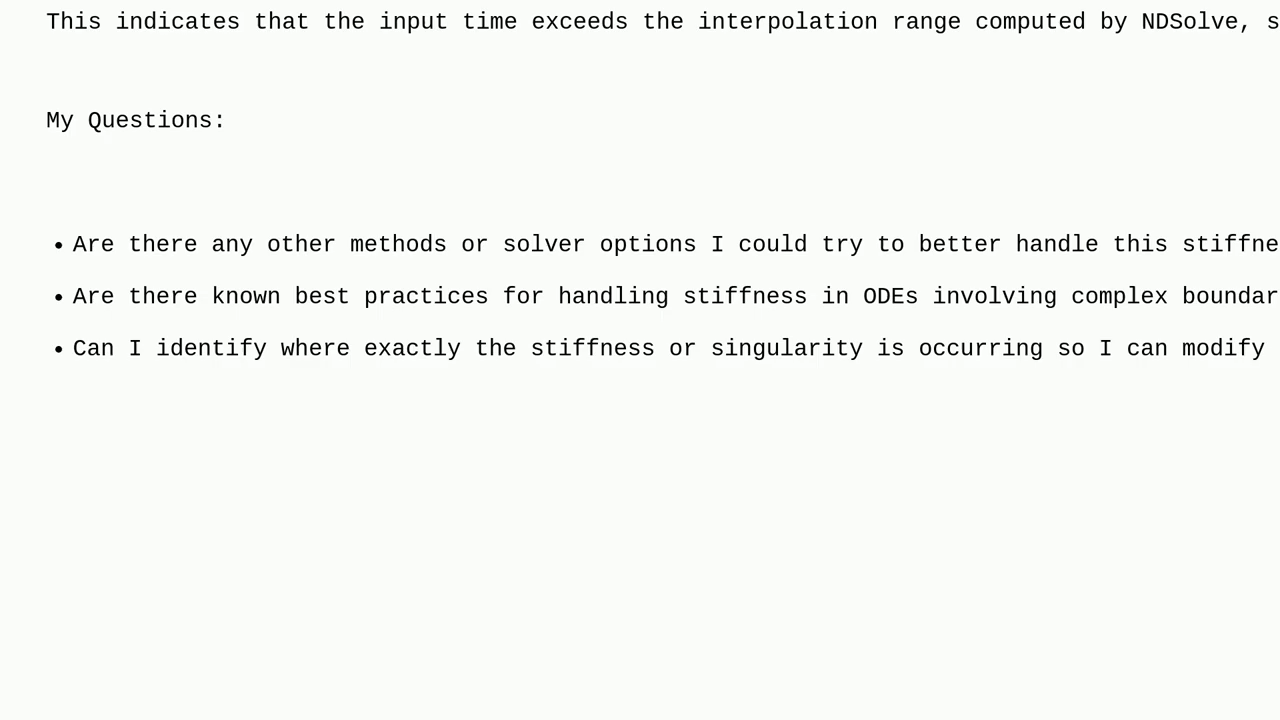 This indicates that the input time exceeds the interpolation range computed by NDSolve,
My Questions:
• Are there any other methods or solver options I could try to better handle this
• Are there known best practices for handling stiffness in ODEs involving complex
• Can I identify where exactly the stiffness or singularity is occurring so I can modify